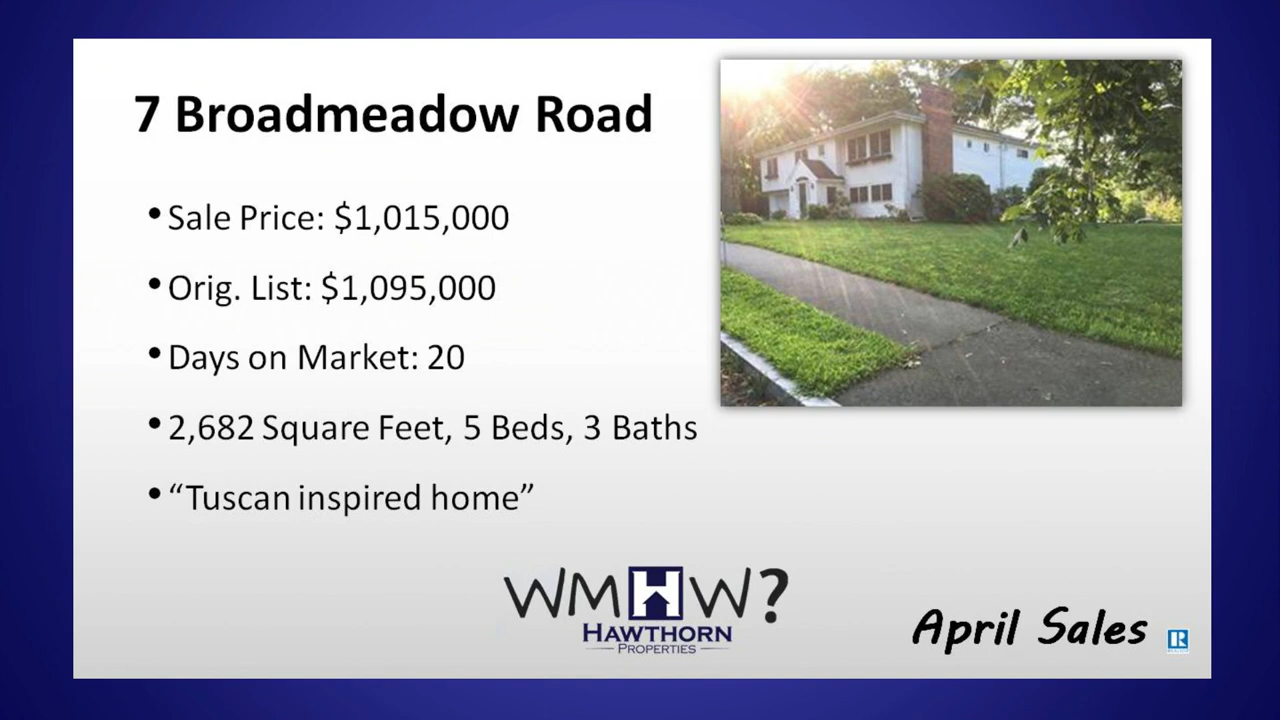 7 Broadmeadow Road
•Sale Price: $1,015,000
•Orig. List: $1,095,000
•Days on Market: 20
•2,682 Square Feet, 5 Beds, 3 Baths
•“Tuscan inspired home”
WMHW?
HAWTHORN
PROPERTIES
April Sales
R